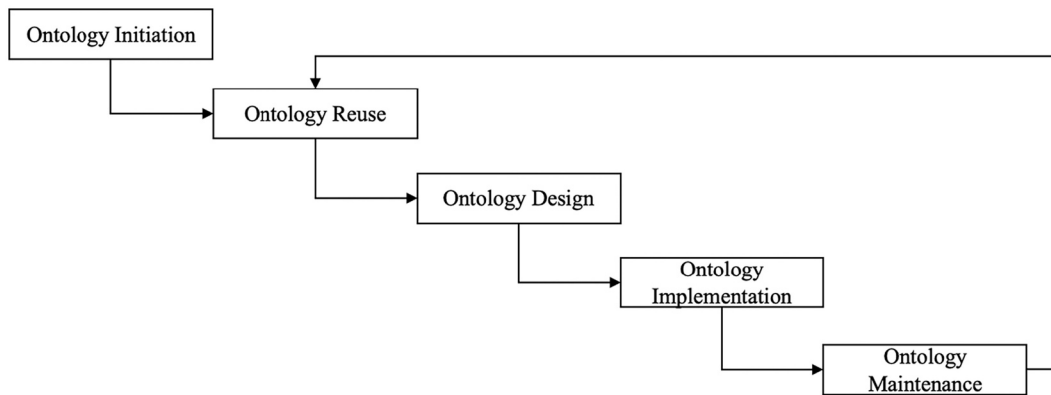 Ontology Initiation
Ontology Reuse
Ontology Design
Ontology
Implementation
Ontology
Maintenance